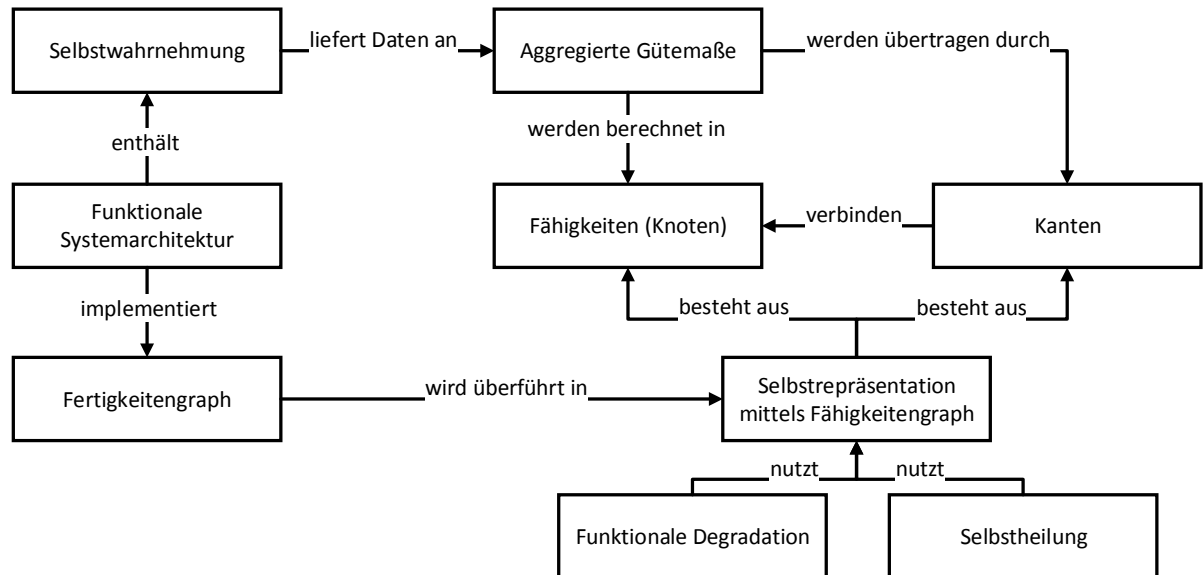 Selbstwahrnehmung
liefert Daten an
Aggregierte Gütemaße
werden übertragen durch
enthält
werden berechnet in
Funktionale
Systemarchitektur
Fähigkeiten (Knoten)
verbinden
Kanten
implementiert
besteht aus
besteht aus
Fertigkeitengraph
wird überführt in
Selbstrepräsentation
mittels Fähigkeitengraph
nutzt
nutzt
Funktionale Degradation
Selbstheilung